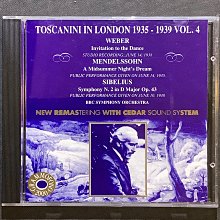 TOSCANINI IN LONDON 1935 - 1939 VOL. 4
WEBER
Invitation to the Dance
STUDIO RECORDING, JUNE 14, 1938
MENDELSSOHN
A Midsummer Night's Dream
PUBLIC PERFORMANCE GIVEN ON JUNE 14, 1935
SIBELIUS
Symphony N. 2 in D Major Op. 43
PUBLIC PERFORMANCE GIVEN ON JUNE 10, 1938
BBC SYMPHONY ORCHESTRA
NEW REMASTERING WITH CEDAR SOUND SYSTEM